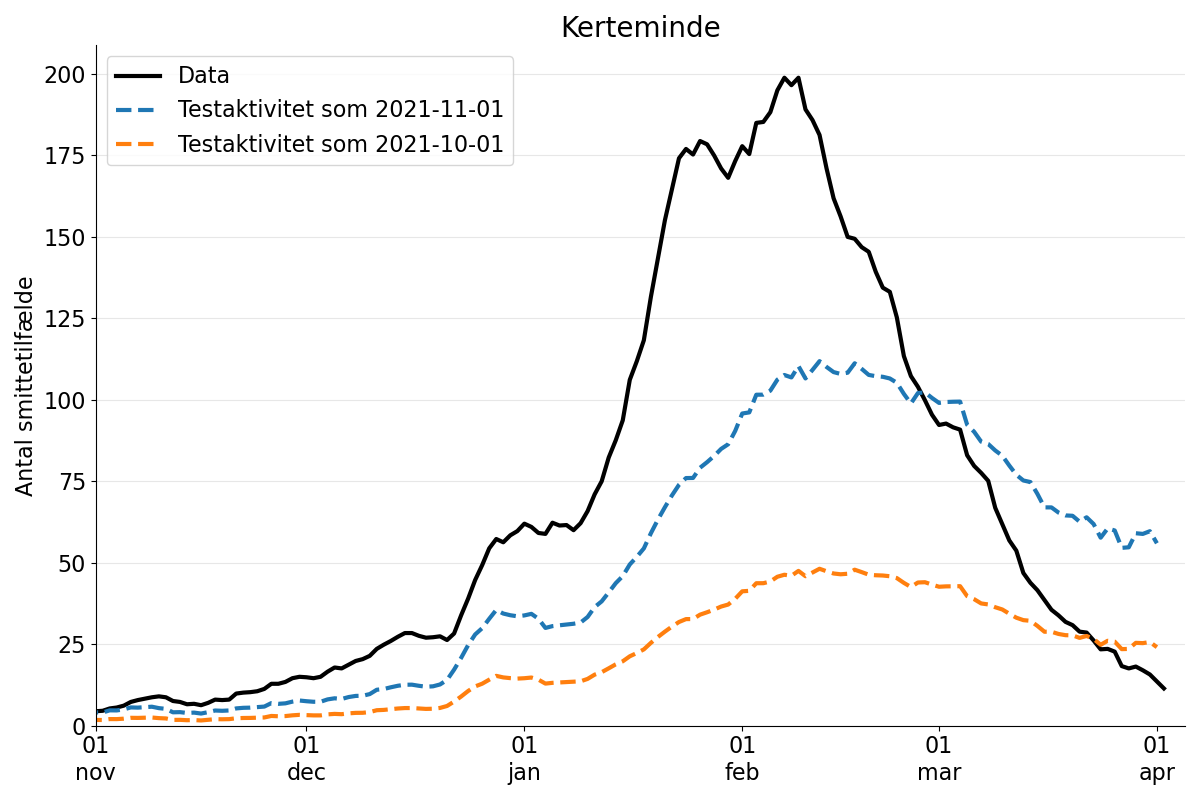 Kerteminde
Data
Testaktivitet som 2021-11-01
Testaktivitet som 2021-10-01
Antal smittetilfælde
200
175
150
125
100
75
50
25
0
01 01 01 01 01 01
nov dec jan feb mar apr